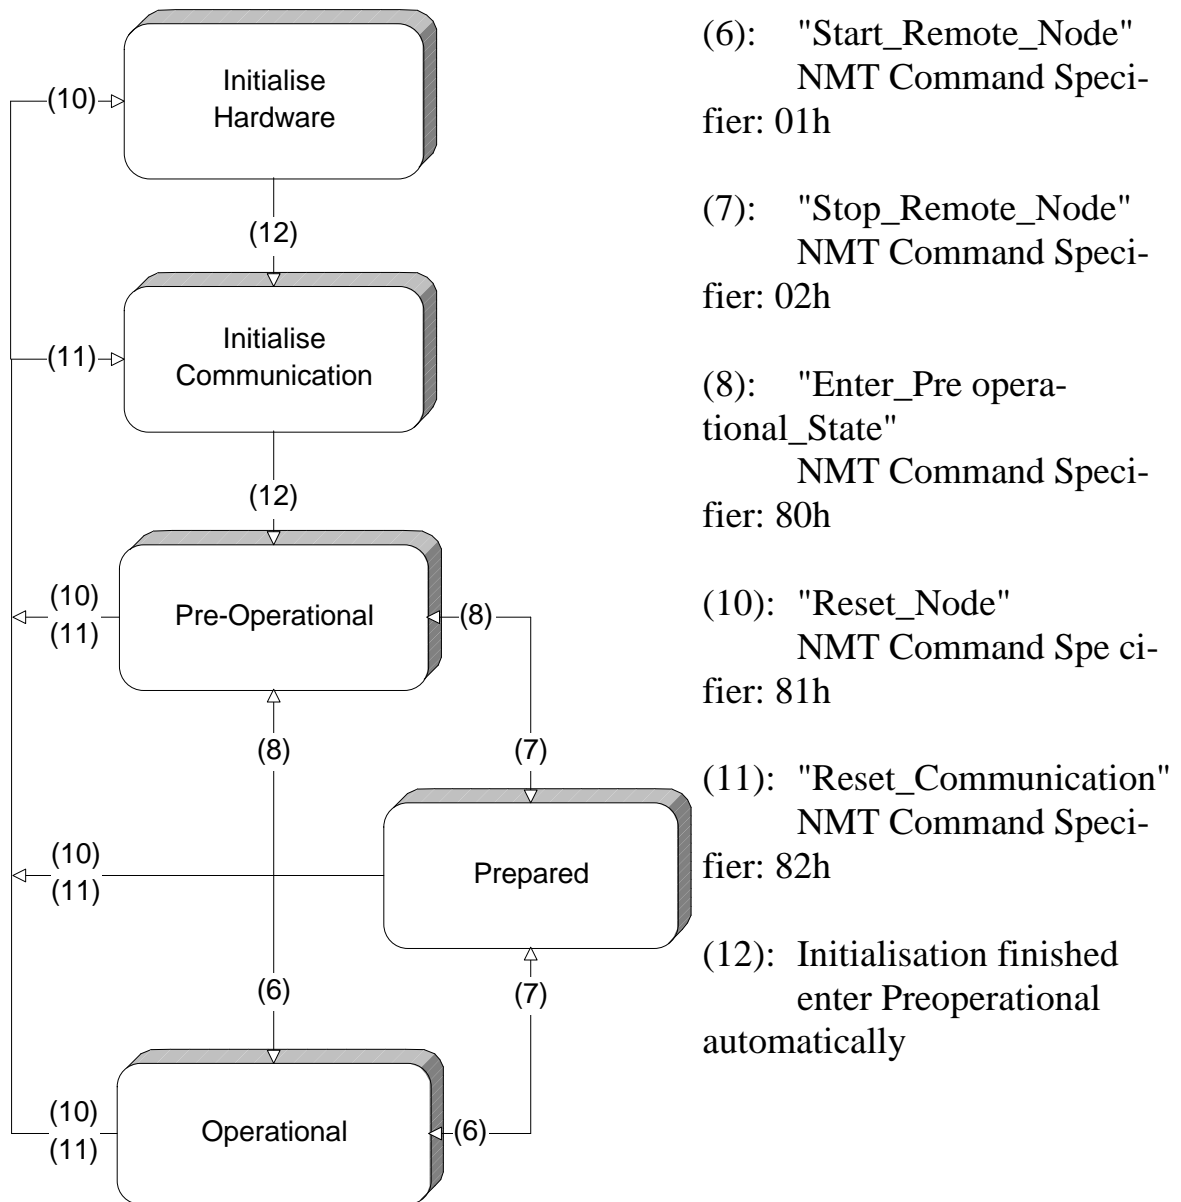 Initialise
Hardware
(10)
(12)
Initialise
Communication
(11)
(12)
Pre-Operational
(10)
(11)
(8)
(8)
(7)
Prepared
(10)
(11)
(6)
(7)
Operational
(10)
(11)
(6)
(6): "Start_Remote_Node"
NMT Command Speci-
fier: 01h
(7): "Stop_Remote_Node"
NMT Command Speci-
fier: 02h
(8): "Enter_Pre opera-
tional_State"
NMT Command Speci-
fier: 80h
(10): "Reset_Node"
NMT Command Spe ci-
fier: 81h
(11): "Reset_Communication"
NMT Command Speci-
fier: 82h
(12): Initialisation finished
enter Preoperational
automatically